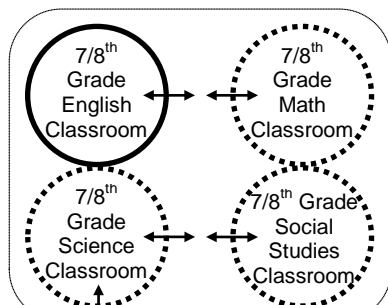 7/8th
Grade
English
Classroom
7/8th
Grade
Math
Classroom
7/8th
Grade
Science
Classroom
7/8th Grade
Social
Studies
Classroom